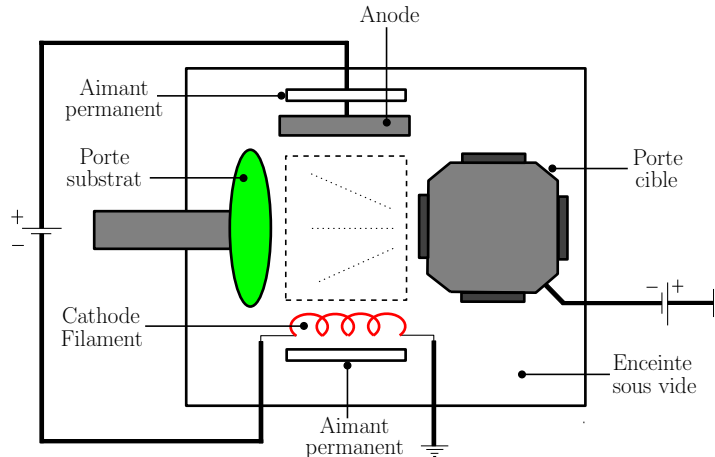 Anode
Aimant
permanent
Porte
substrat
Porte
cible
+
−
− +
Cathode
Filament
Enceinte
sous vide
Aimant
permanent